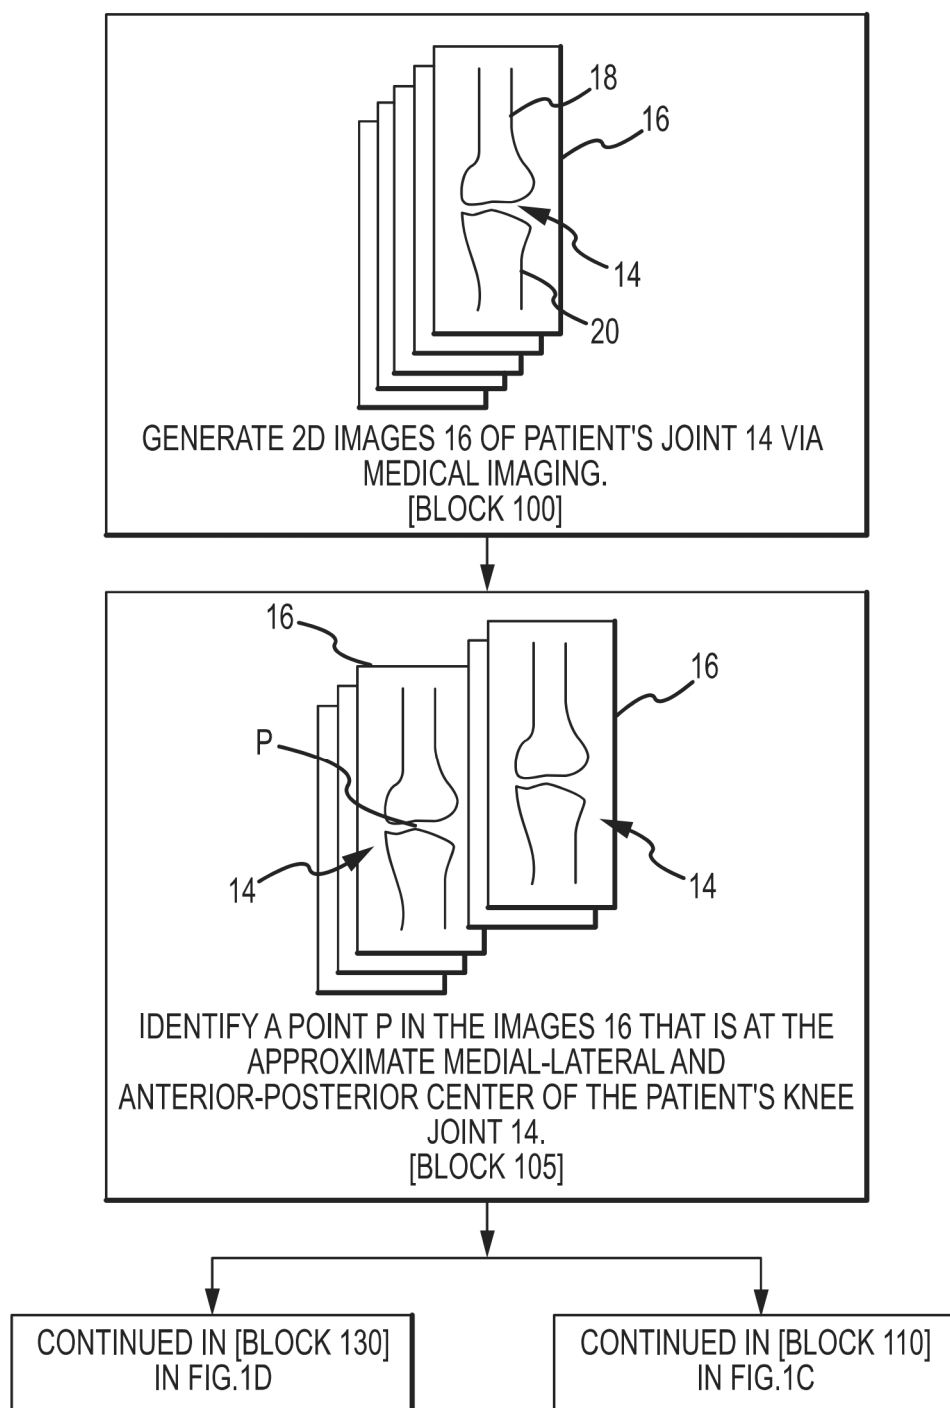 18
16
14
20
GENERATE 2D IMAGES 16 OF PATIENT'S JOINT 14 VIA
MEDICAL IMAGING.
[BLOCK 100]
16
16
P
14
14
IDENTIFY A POINT P IN THE IMAGES 16 THAT IS AT THE
APPROXIMATE MEDIAL-LATERAL AND
ANTERIOR-POSTERIOR CENTER OF THE PATIENT'S KNEE
JOINT 14.
[BLOCK 105]
CONTINUED IN [BLOCK 130]
IN FIG.1D
CONTINUED IN [BLOCK 110]
IN FIG.1C